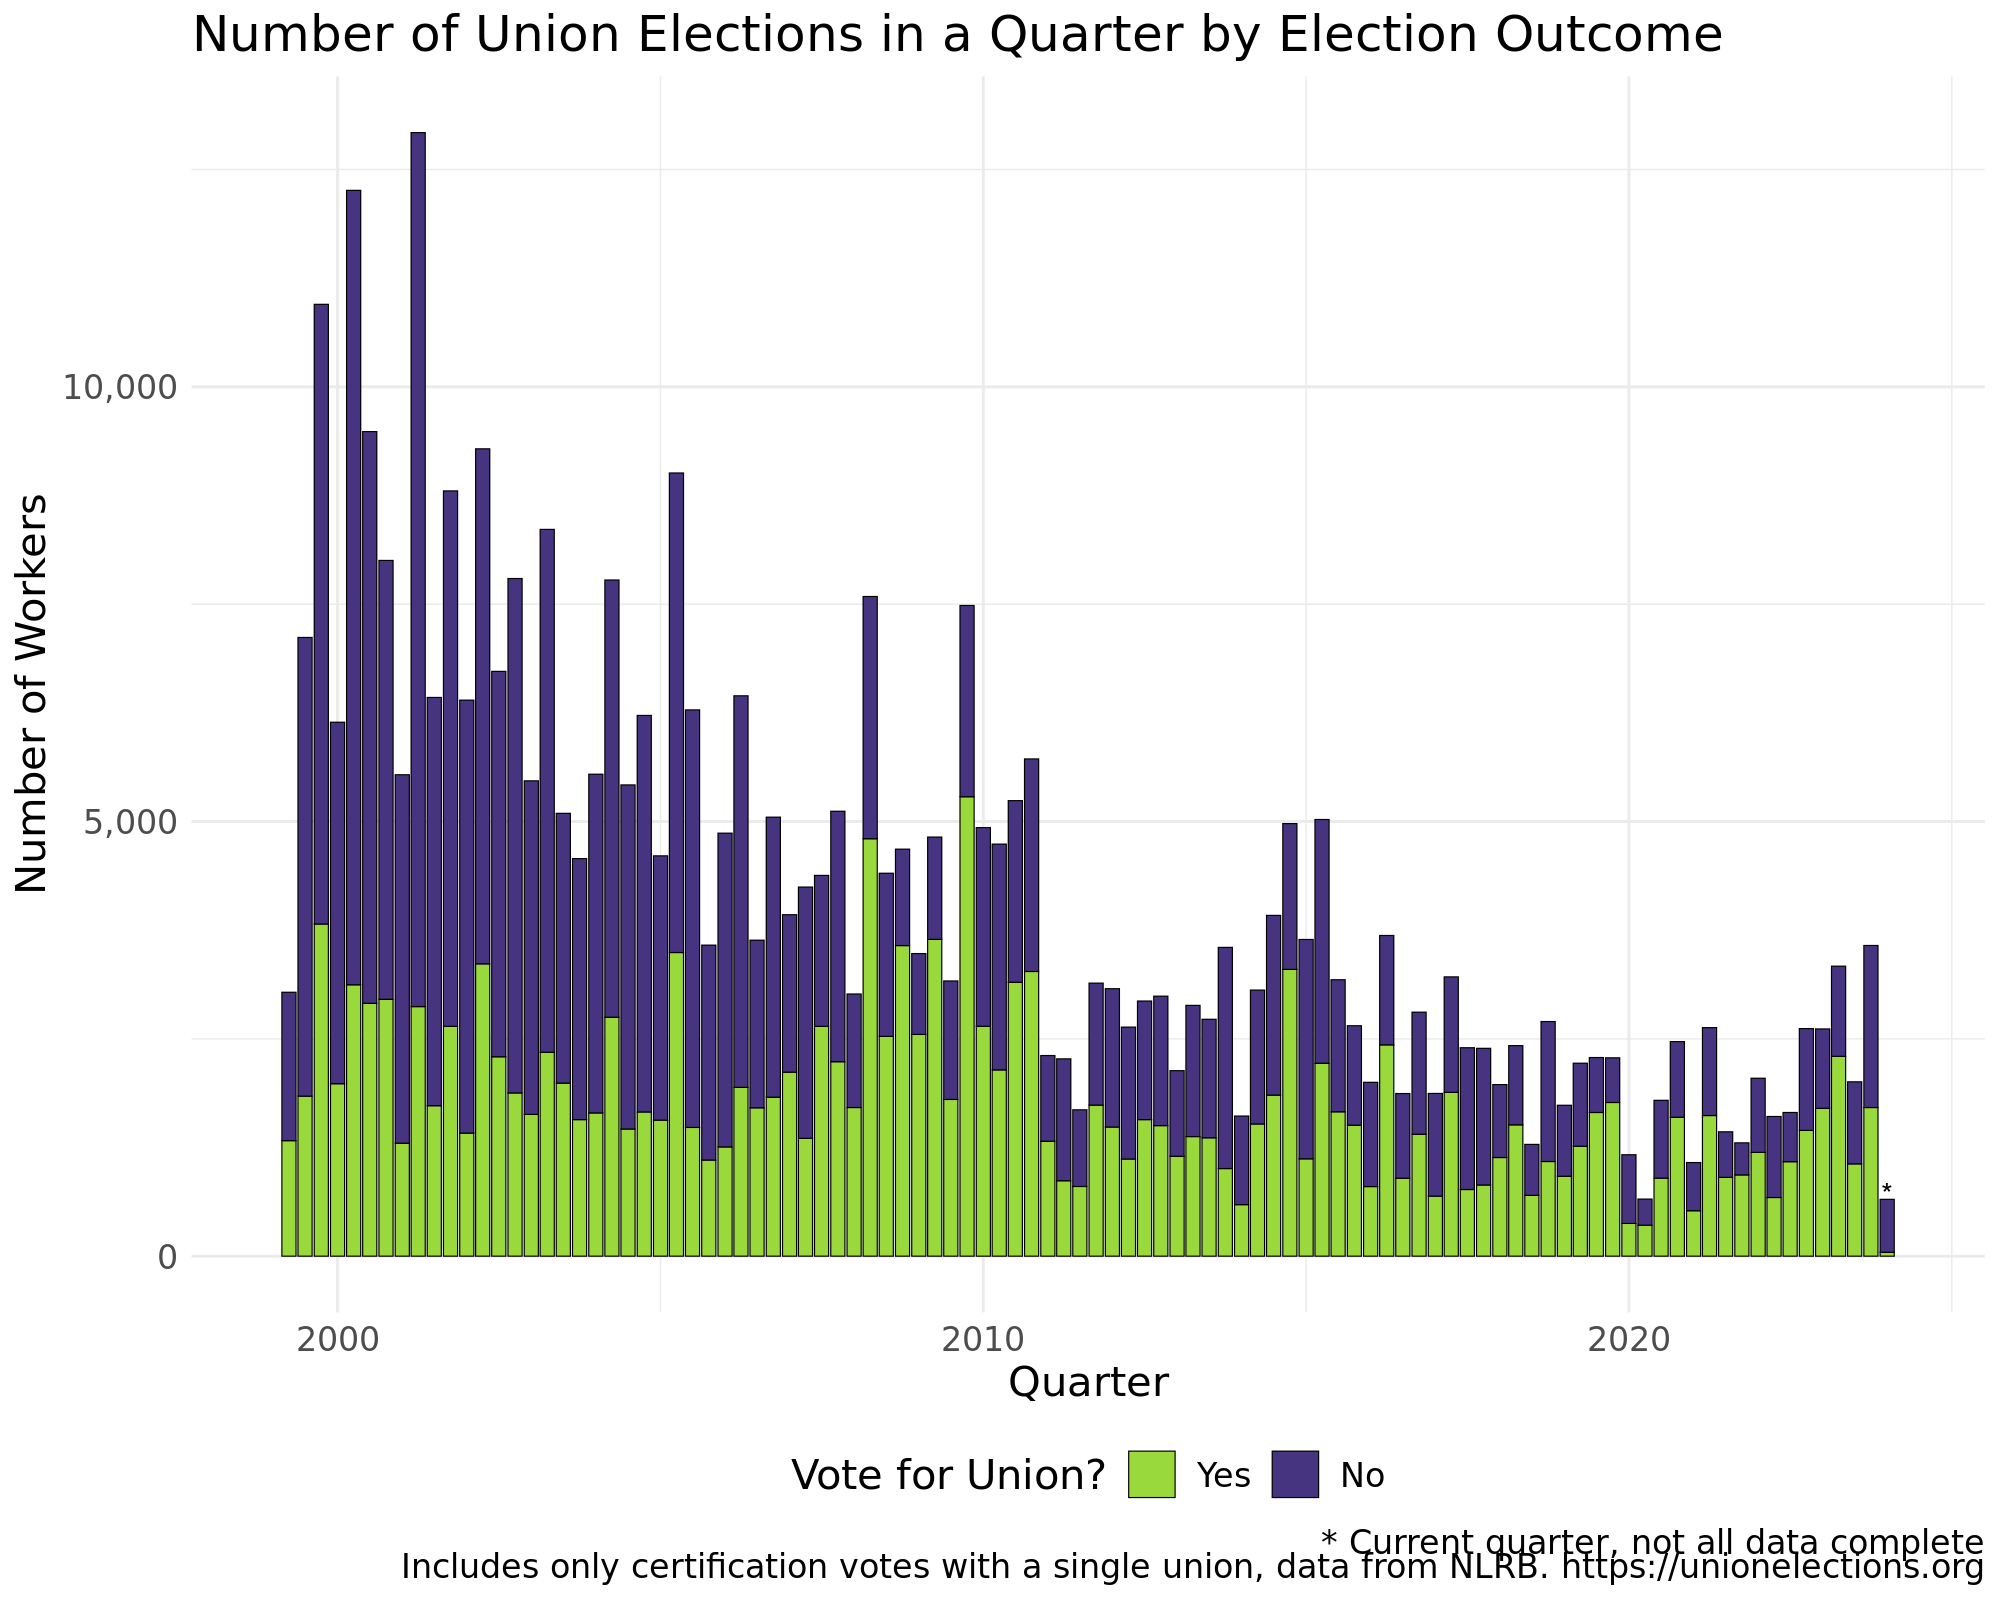 Number of Union Elections in a Quarter by Election Outcome
Number of Workers
10,000
5,000
0
*
2000 2010 2020
Quarter
Vote for Union? Yes No
* Current quarter, not all data complete
Includes only certification votes with a single union, data from NLRB. https://unionelections.org